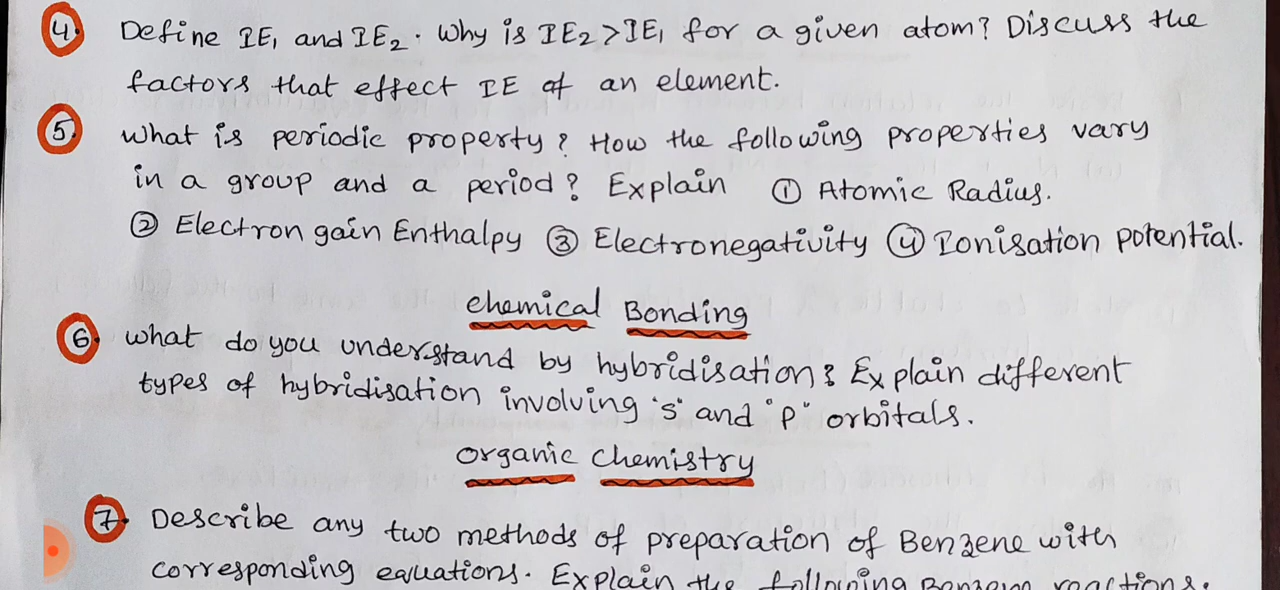 4. Define IE₁ and IE₂. Why is IE₂>IE₁ for a given atom? Discuss the
factors that effect IE of an element.
5. What is periodic property? How the following properties vary
in a group and a period? Explain ① Atomic Radius.
② Electron gain Enthalpy ③ Electronegativity ④ Ionisation potential.
chemical Bonding
6. what do you understand by hybridisation? Explain different
types of hybridisation involving 's' and "p" orbitals.
organic chemistry
7. Describe any two methods of preparation of Benzene with
corresponding equations. Explain the following Benzene reactions.